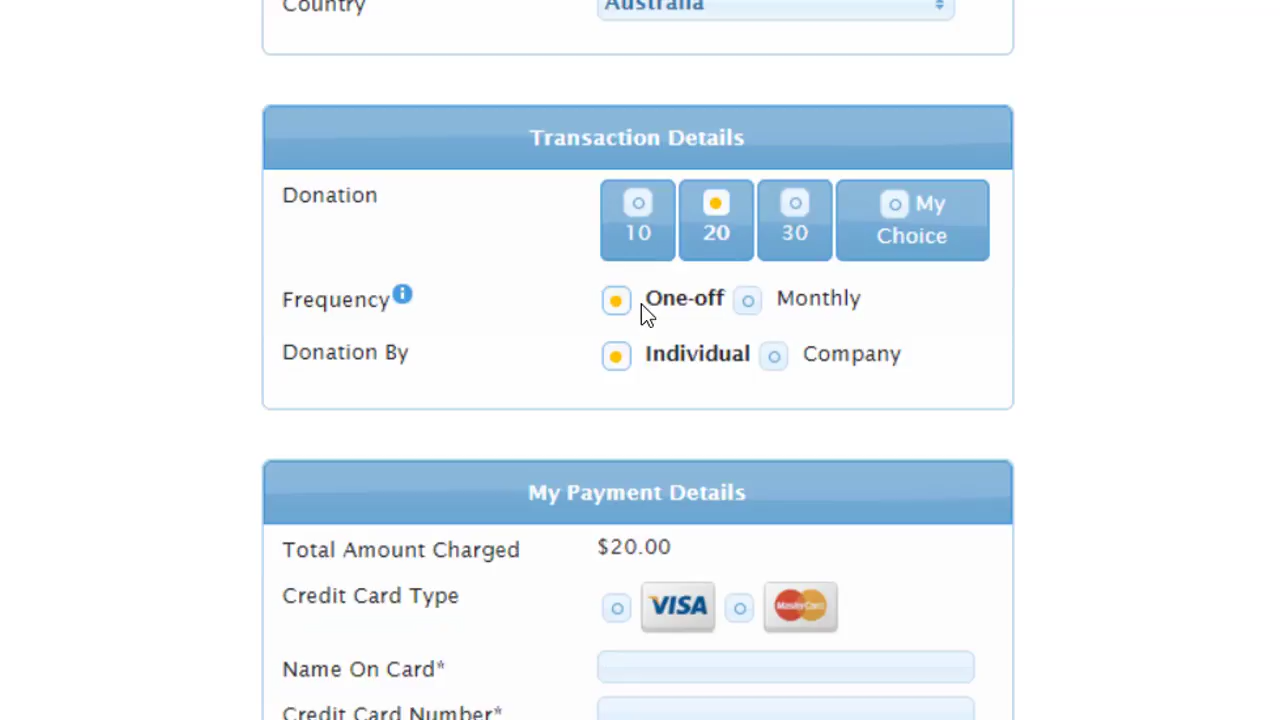 Country Australia
Transaction Details
Donation 10 20 30 My Choice
Frequency i One-off Monthly
Donation By Individual Company
My Payment Details
Total Amount Charged $20.00
Credit Card Type VISA MasterCard
Name On Card*
Credit Card Number*